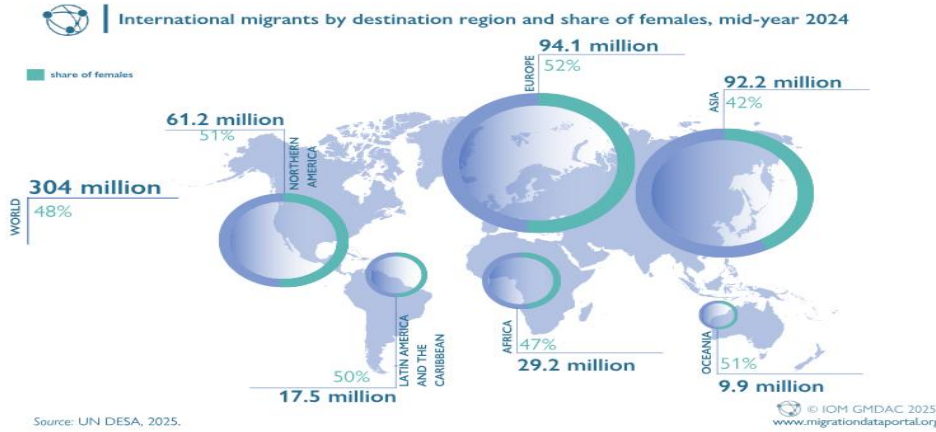 International migrants by destination region and share of females, mid-year 2024
share of females
94.1 million
EUROPE
52%
92.2 million
ASIA
42%
61.2 million
51%
NORTHERN
AMERICA
304 million
WORLD
48%
50%
LATIN AMERICA
AND THE
CARIBBEAN
17.5 million
AFRICA
47%
29.2 million
OCEANIA
51%
9.9 million
Source: UN DESA, 2025.
© IOM GMDAC 2025
www.migrationdataportal.org